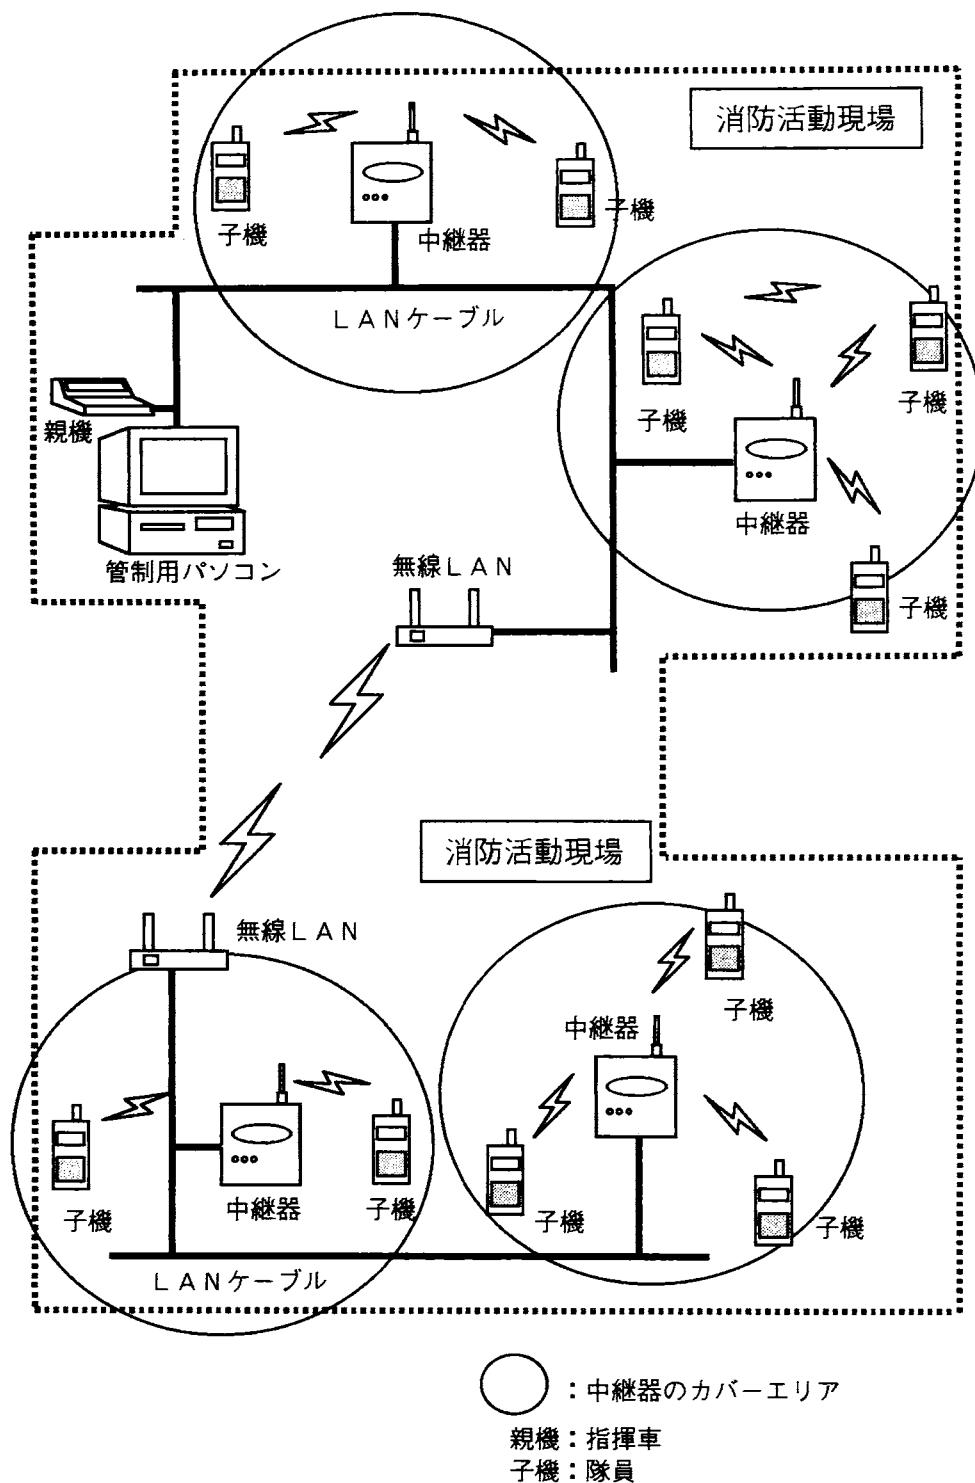 消防活動現場
子機
中継器
子機
LANケーブル
子機
子機
親機
中継器
管制用パソコン
無線LAN
子機
消防活動現場
無線LAN
子機
中継器
子機
中継器
子機
子機
子機
LANケーブル
：中継器のカバーエリア
親機：指揮車
子機：隊員